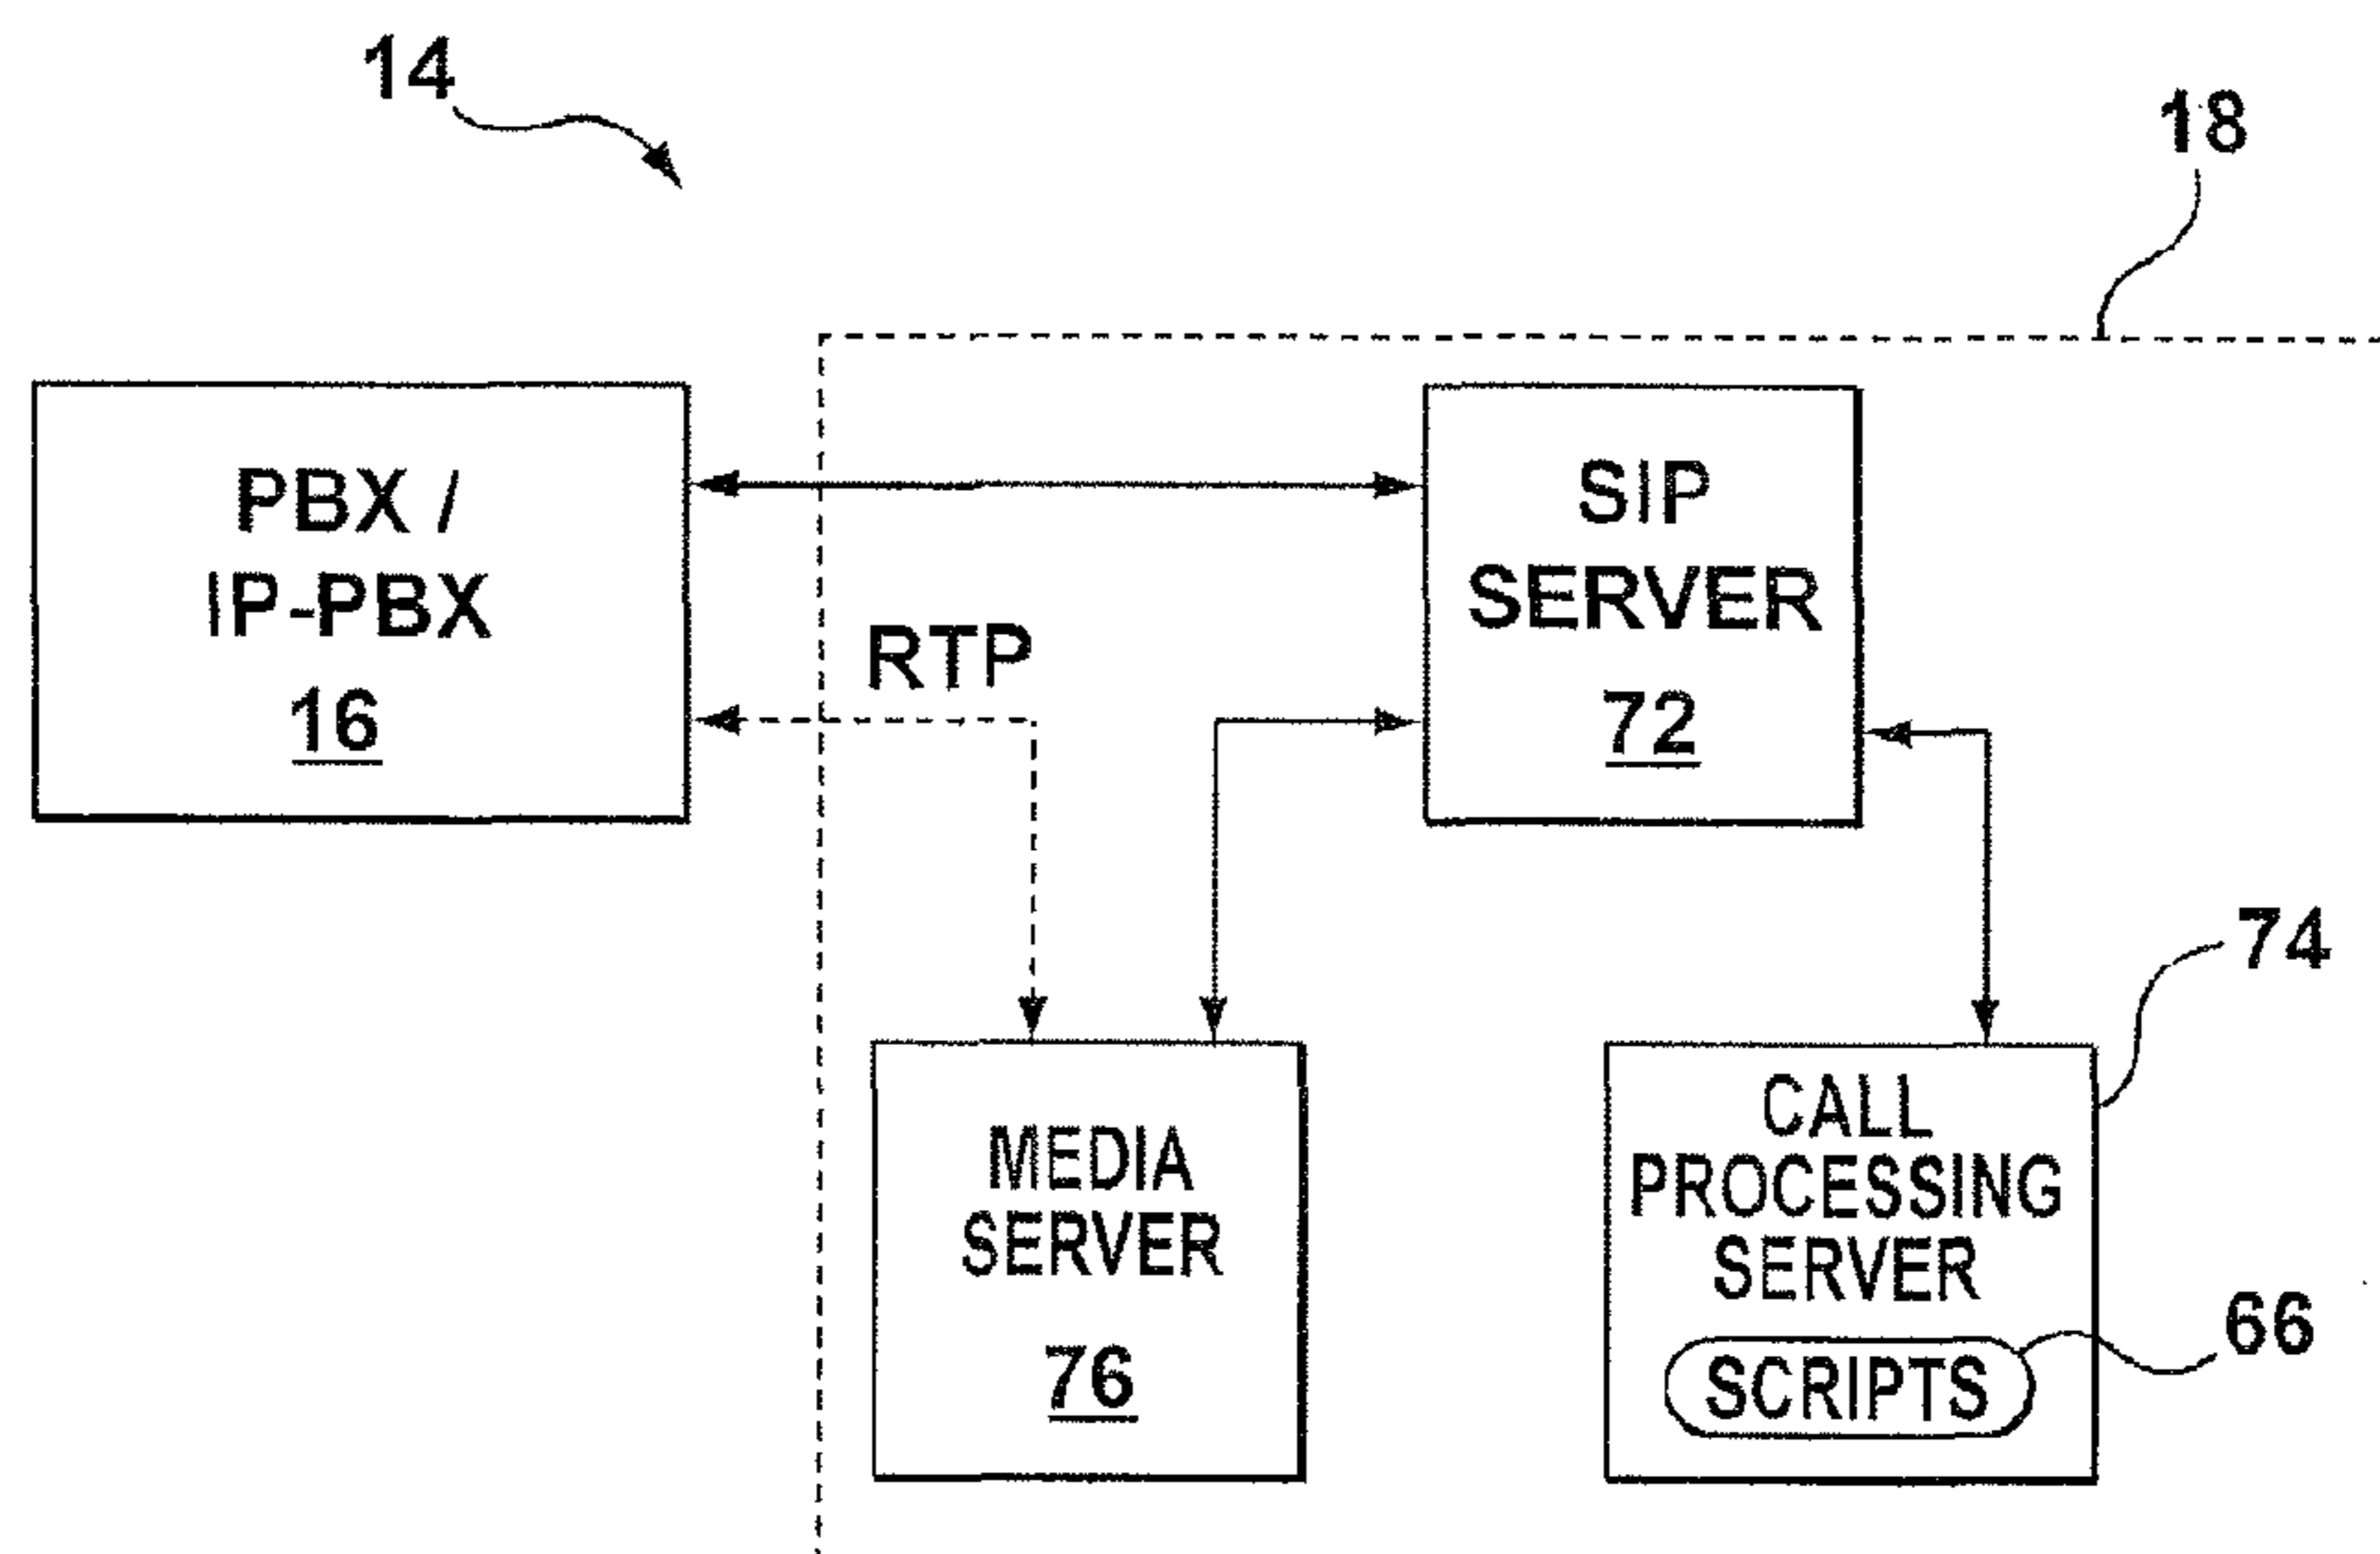 14
18
PBX /
IP-PBX
16
RTP
SIP
SERVER
72
74
MEDIA
SERVER
76
CALL
PROCESSING
SERVER
SCRIPTS
66